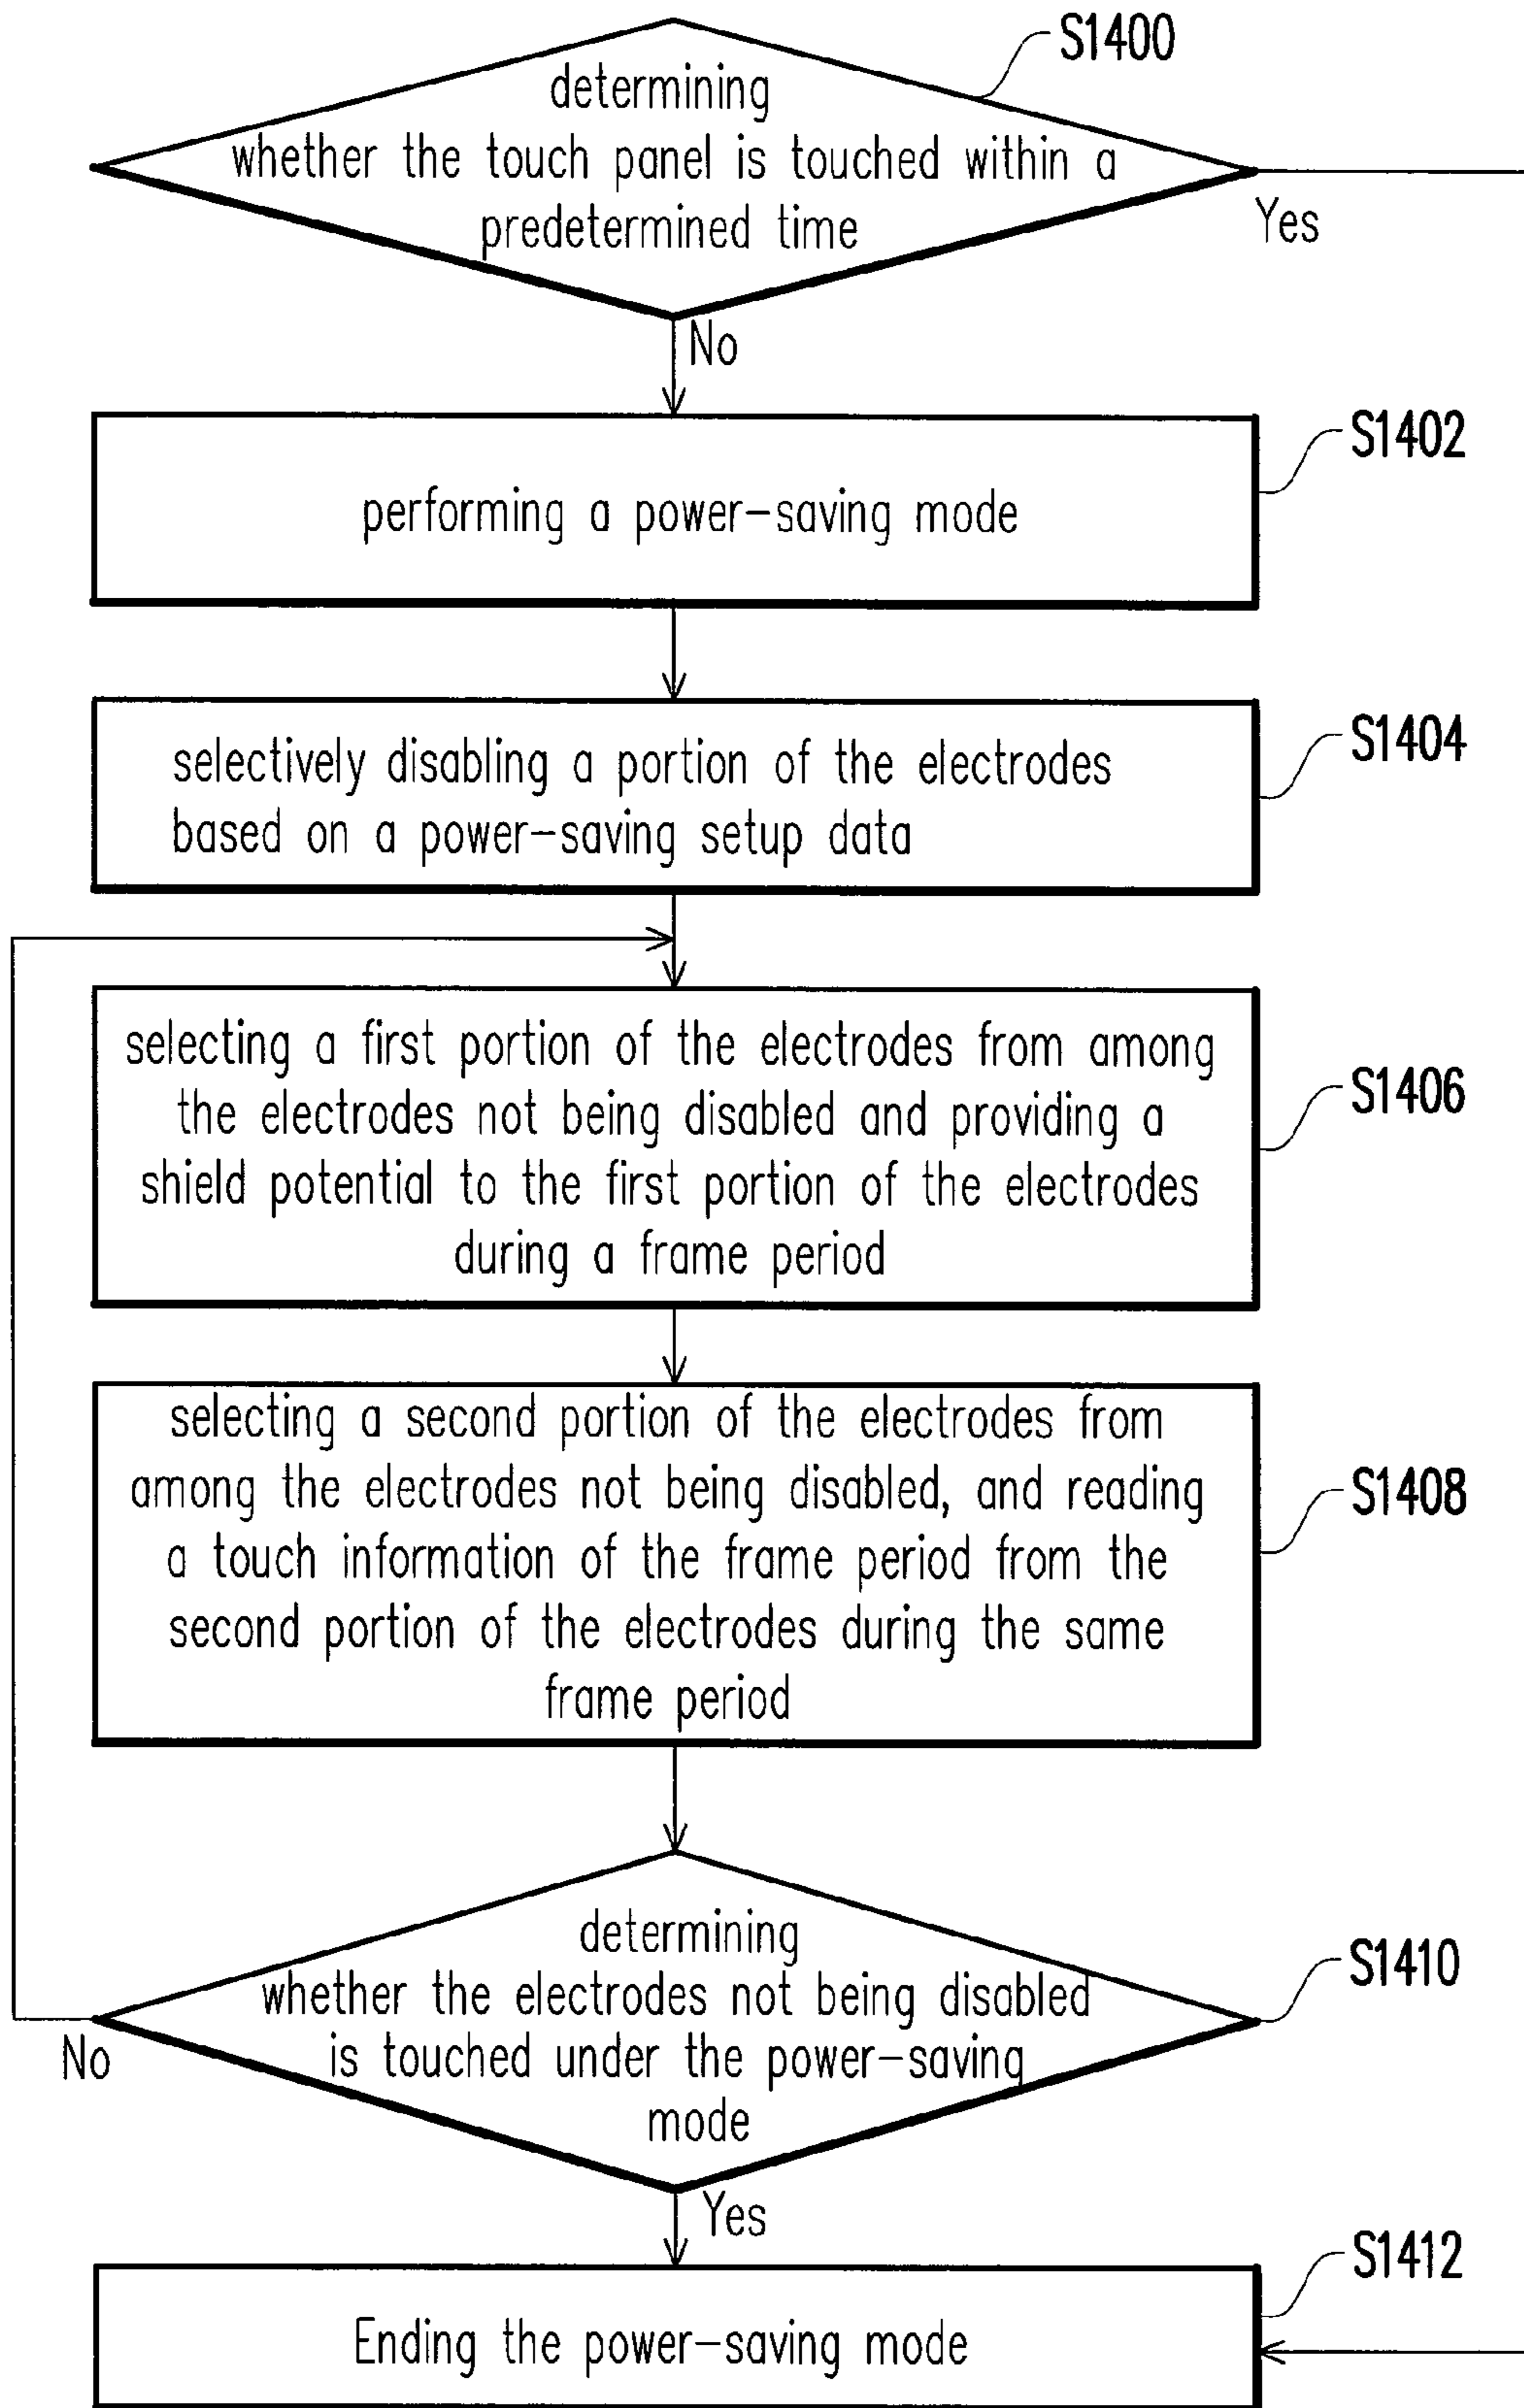 S1400
determining
whether the touch panel is touched within a
predetermined time
Yes
No
S1402
performing a power-saving mode
S1404
selectively disabling a portion of the electrodes
based on a power-saving setup data
selecting a first portion of the electrodes from among
the electrodes not being disabled and providing a
shield potential to the first portion of the electrodes
during a frame period
S1406
selecting a second portion of the electrodes from
among the electrodes not being disabled, and reading
a touch information of the frame period from the
second portion of the electrodes during the same
frame period
S1408
determining
whether the electrodes not being disabled
is touched under the power-saving
mode
S1410
No
Yes
S1412
Ending the power-saving mode